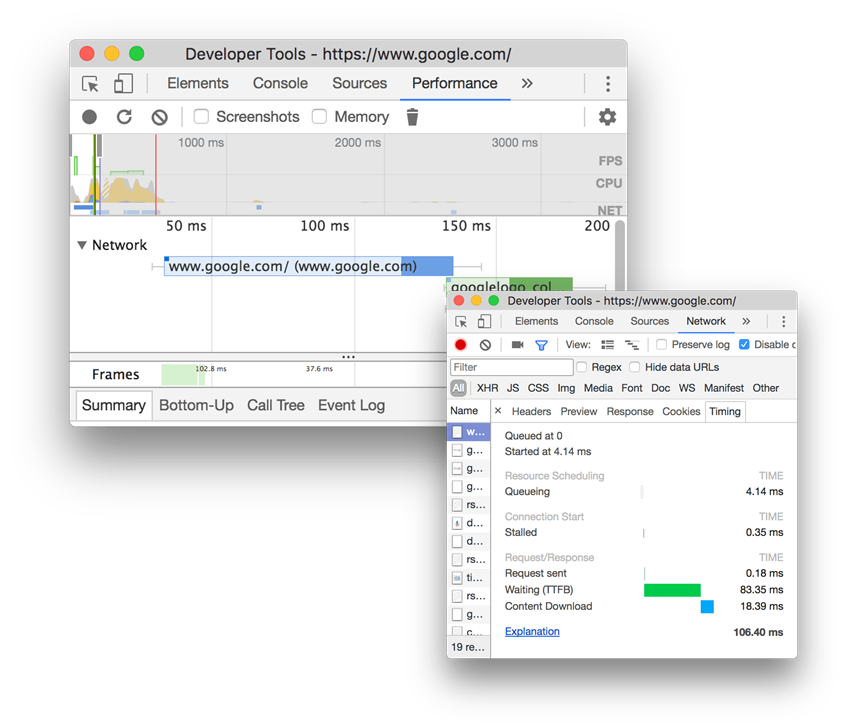 Developer Tools - https://www.google.com/
Elements Console Sources Performance »
Screenshots Memory
1000 ms 2000 ms 3000 ms
FPS
CPU
NET
50 ms 100 ms 150 ms 200
▼ Network
www.google.com/ (www.google.com)
googlelogo_col...
Frames 102.8 ms 37.6 ms
Summary Bottom-Up Call Tree Event Log
Developer Tools - https://www.google.com/
Elements Console Sources Network »
View: Preserve log Disable c
Filter Regex Hide data URLs
All XHR JS CSS Img Media Font Doc WS Manifest Other
Name × Headers Preview Response Cookies Timing
w...
g...
g...
g...
rs...
d...
d...
rs...
ti...
rs...
g...
c...
19 re...
Queued at 0
Started at 4.14 ms
Resource Scheduling TIME
Queueing 4.14 ms
Connection Start TIME
Stalled 0.35 ms
Request/Response TIME
Request sent 0.18 ms
Waiting (TTFB) 83.35 ms
Content Download 18.39 ms
Explanation 106.40 ms